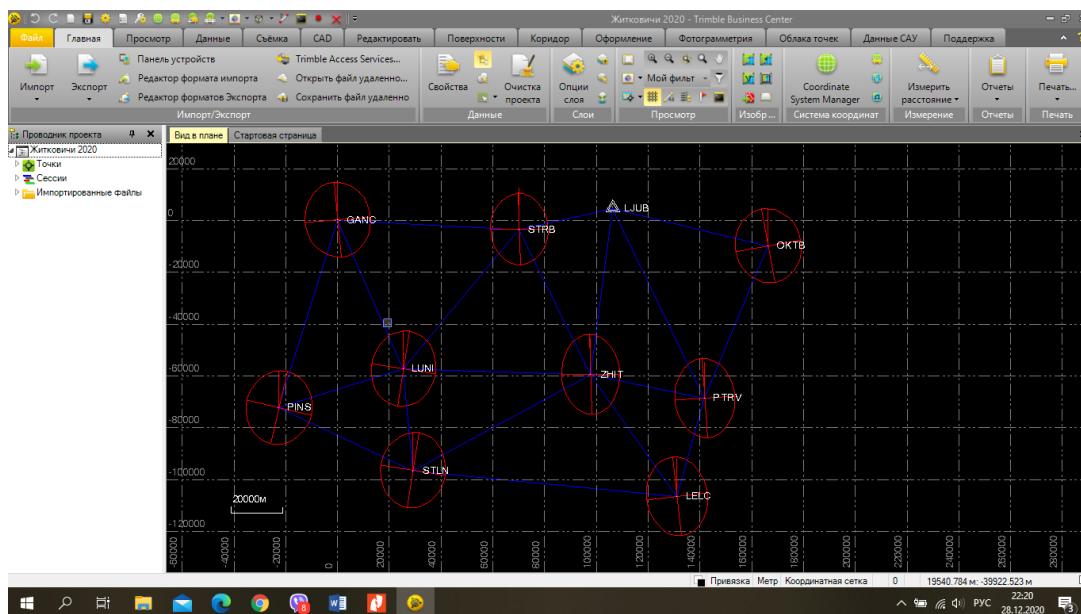 Житковичи 2020 - Trimble Business Center
Файл Главная Просмотр Данные Съёмка CAD Редактировать Поверхности Коридор Оформление Фотограмметрия Облака точек Данные САУ Поддержка
Импорт
Экспорт
Панель устройств
Редактор формата импорта
Редактор форматов Экспорта
Trimble Access Services...
Открыть файл удаленно...
Сохранить файл удаленно
Импорт/Экспорт
Свойства
Очистка проекта
Данные
Опции слоя
Слои
Мой фильт
Просмотр
Изобр...
Coordinate System Manager
Система координат
Измерить расстояние
Измерение
Отчеты
Отчеты
Печать...
Печать
Проводник проекта
Житковичи 2020
Точки
Сессии
Импортированные файлы
Вид в плане Стартовая страница
20000
0
-20000
-40000
-60000
-80000
-100000
-120000
GANC
STRB
LJUB
OKTB
LUNI
ZHIT
PTRV
PINS
STLN
LELC
20000м
-60000 -40000 -20000 0 20000 40000 60000 80000 100000 120000 140000 160000 180000 200000 220000 240000 260000 280000
Привязка Метр Координатная сетка 0 19540.784 м: -39922.523 м
РУС
22:20
28.12.2020